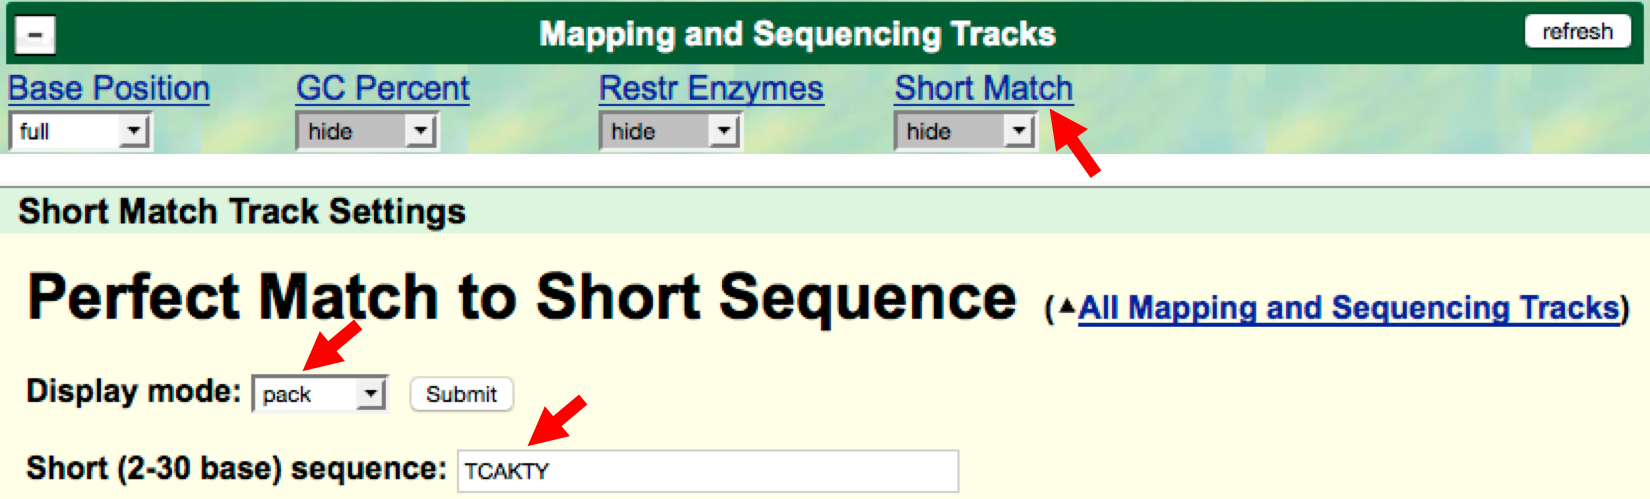 - Mapping and Sequencing Tracks refresh
Base Position GC Percent Restr Enzymes Short Match
full hide hide hide
Short Match Track Settings
Perfect Match to Short Sequence (▲All Mapping and Sequencing Tracks)
Display mode: pack Submit
Short (2-30 base) sequence: TCAKTY